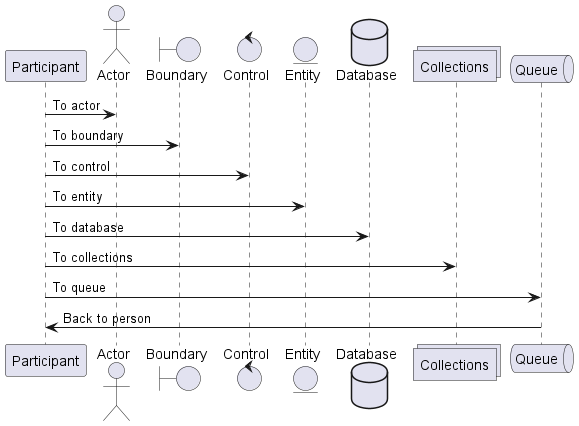 Participant
Actor
Boundary
Control
Entity
Database
Collections
Queue
To actor
To boundary
To control
To entity
To database
To collections
To queue
Back to person
Participant
Actor
Boundary
Control
Entity
Database
Collections
Queue